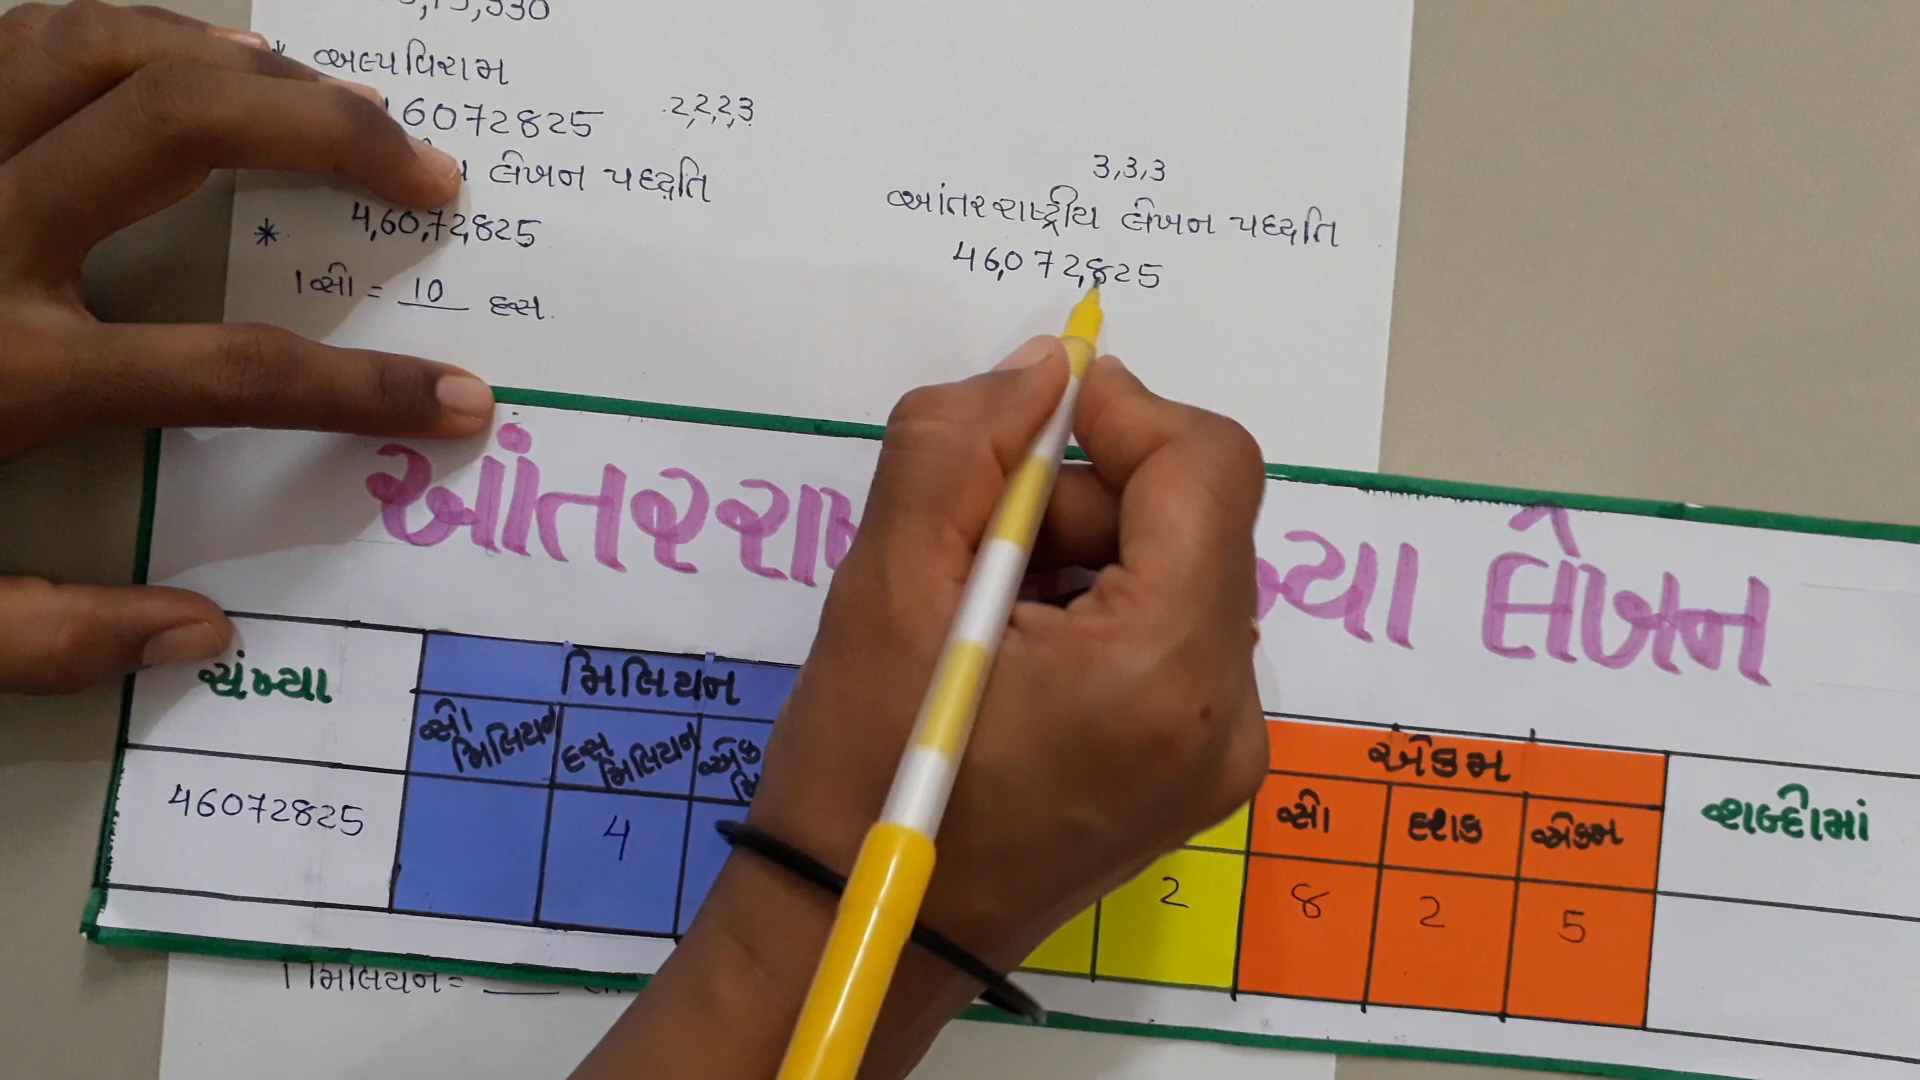 * અલ્પવિરામ
6072825 2,2,2,3
લેખન પદ્ધતિ
* 4,60,72,825
1 સો = 10 દસ
3,3,3
આંતરરાષ્ટ્રીય લેખન પદ્ધતિ
46,072,825
લેખન
સંખ્યા મિલિયન એકમ શબ્દોમાં
સો મિલિયન દસ મિલિયન સો દશક એકમ
46072825 4 2 8 2 5
1 મિલિયન =